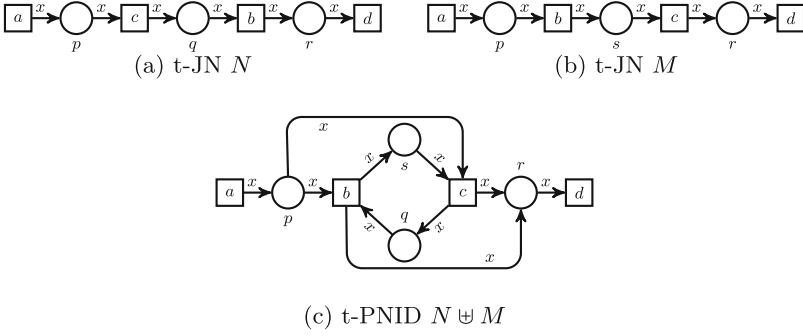 a x x c x x b x x d
p q r
a x x b x x c x x d
p s r
(a) t-JN N
(b) t-JN M
x
x x
s r
a x x b c x x d
p q
x x
x
(c) t-PNID N ⊎ M